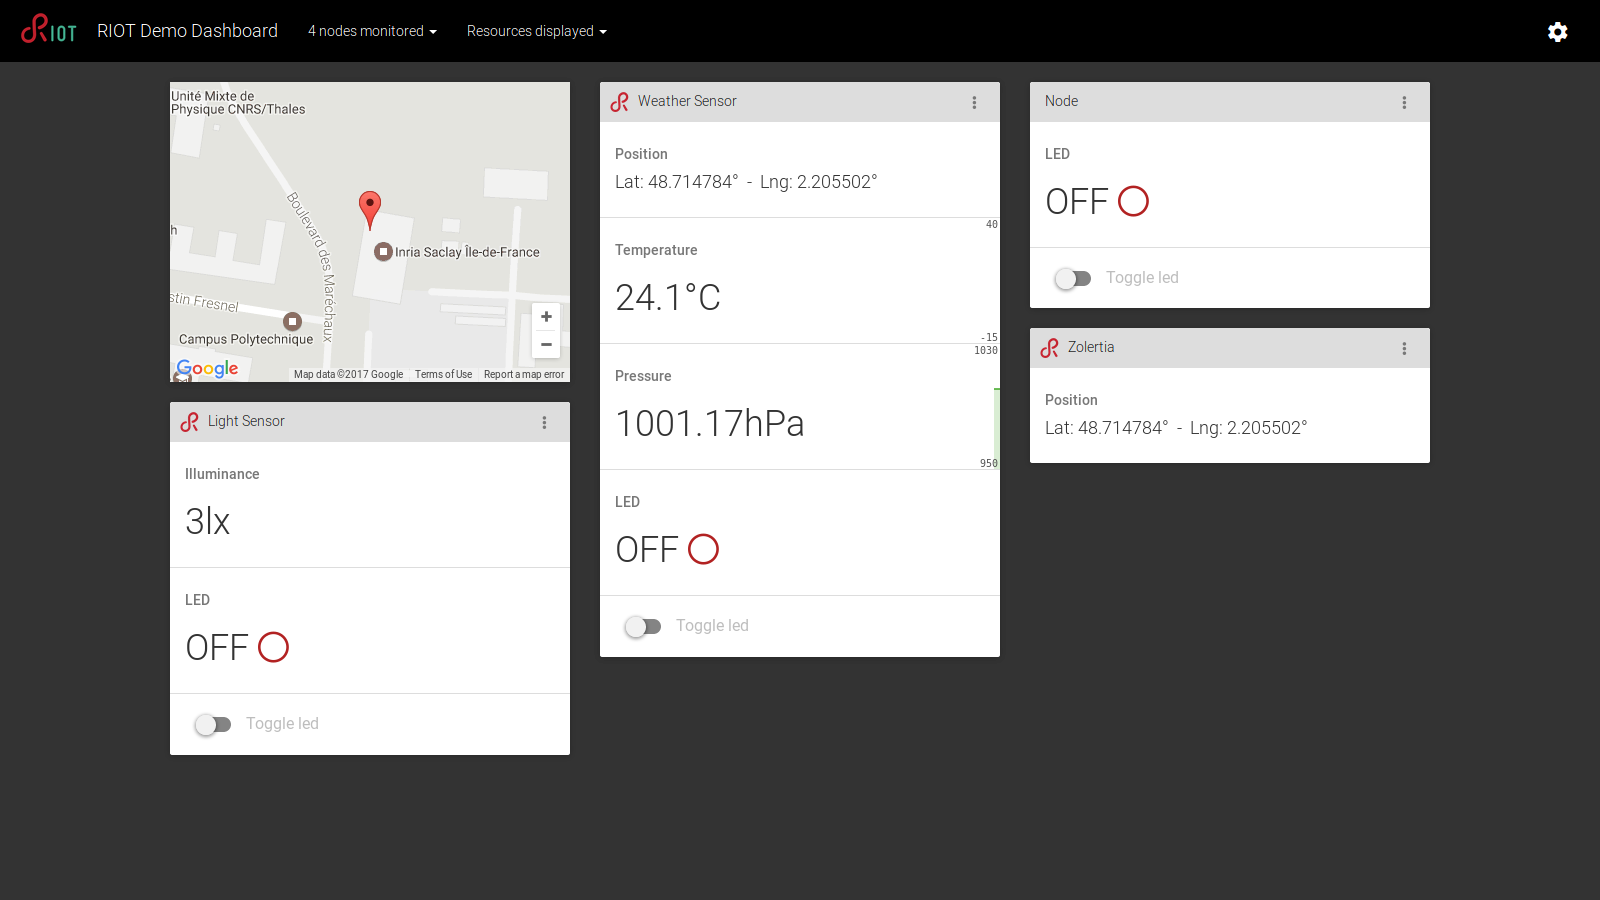 RIOT
RIOT Demo Dashboard
4 nodes monitored
Resources displayed
Unité Mixte de
Physique CNRS/Thales
Boulevard des Maréchaux
h
Inria Saclay Île-de-France
stin Fresnel
Campus Polytechnique
+
−
Google
Map data ©2017 Google
Terms of Use
Report a map error
Light Sensor
Illuminance
3lx
LED
OFF
Toggle led
Weather Sensor
Position
Lat: 48.714784° - Lng: 2.205502°
40
Temperature
24.1°C
-15
1030
Pressure
1001.17hPa
950
LED
OFF
Toggle led
Node
LED
OFF
Toggle led
Zolertia
Position
Lat: 48.714784° - Lng: 2.205502°